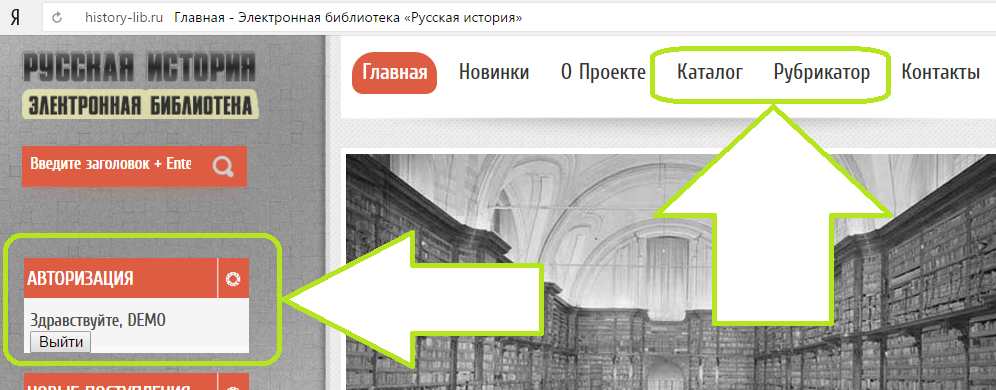 Я history-lib.ru Главная - Электронная библиотека «Русская история»
РУССКАЯ ИСТОРИЯ
ЭЛЕКТРОННАЯ БИБЛИОТЕКА
Главная Новинки О Проекте Каталог Рубрикатор Контакты
Введите заголовок + Ente
АВТОРИЗАЦИЯ
Здравствуйте, DEMO
Выйти
НОВЫЕ ПОСТУПЛЕНИЯ